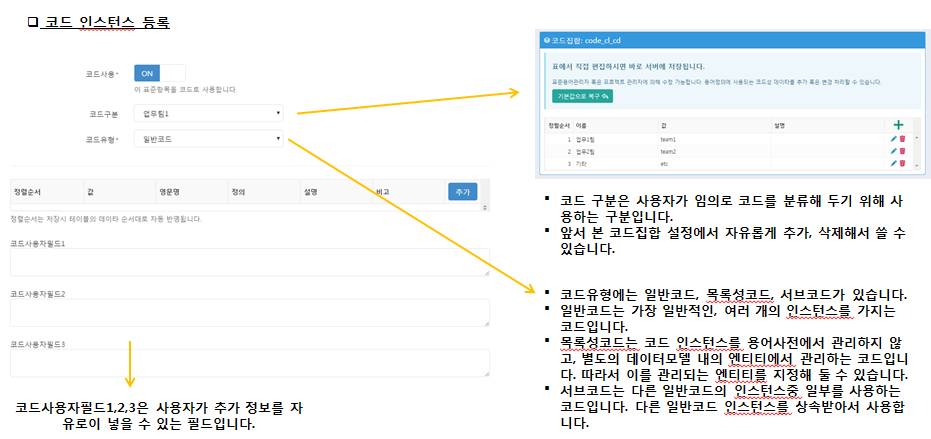 코드 인스턴스 등록
코드사용*
ON
이 표준항목을 코드로 사용합니다.
코드구분
업무팀1
코드유형*
일반코드
정렬순서 값 영문명 정의 설명 비고 추가
정렬순서는 저장시 테이블의 데이타 순서대로 자동 반영됩니다.
코드사용자필드1
코드사용자필드2
코드사용자필드3
코드사용자필드1,2,3은 사용자가 추가 정보를 자
유로이 넣을 수 있는 필드입니다.
코드집합: code_cl_cd
표에서 직접 편집하시면 바로 서버에 저장됩니다.
표준용어관리자 혹은 프로젝트 관리자에 의해 수정 가능합니다. 용어정의에 사용되는 코드성 데이타를 추가 혹은 변경 처리할 수 있습니다.
기본값으로 복구
정렬순서 이름 값 설명
1 업무1팀 team1
2 업무2팀 team2
3 기타 etc
코드 구분은 사용자가 임의로 코드를 분류해 두기 위해 사
용하는 구분입니다.
앞서 본 코드집합 설정에서 자유롭게 추가, 삭제해서 쓸 수
있습니다.
코드유형에는 일반코드, 목록성코드, 서브코드가 있습니다.
일반코드는 가장 일반적인, 여러 개의 인스턴스를 가지는
코드입니다.
목록성코드는 코드 인스턴스를 용어사전에서 관리하지 않
고, 별도의 데이터모델 내의 엔티티에서 관리하는 코드입니
다. 따라서 이를 관리되는 엔티티를 지정해 둘 수 있습니다.
서브코드는 다른 일반코드의 인스턴스중 일부를 사용하는
코드입니다. 다른 일반코드 인스턴스를 상속받아서 사용합
니다.